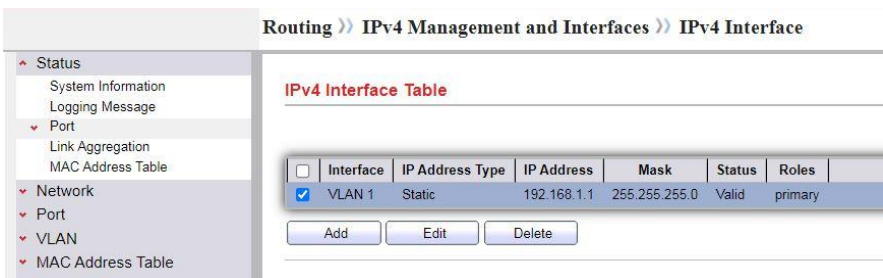 Routing 》 IPv4 Management and Interfaces 》 IPv4 Interface
Status
System Information
Logging Message
Port
Link Aggregation
MAC Address Table
Network
Port
VLAN
MAC Address Table
IPv4 Interface Table
Interface IP Address Type IP Address Mask Status Roles
VLAN 1 Static 192.168.1.1 255.255.255.0 Valid primary
Add Edit Delete